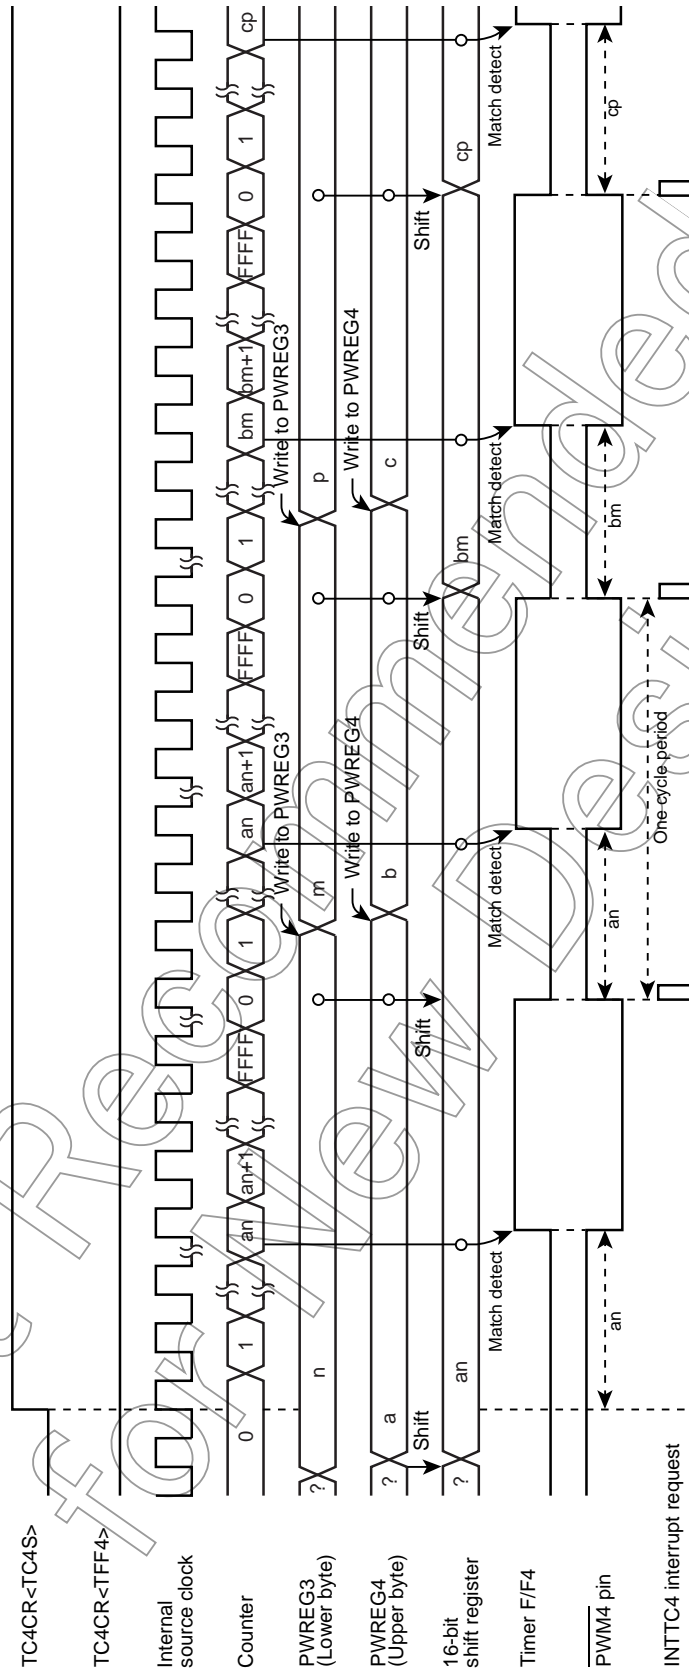 TC4CR<TC4S>
TC4CR<TFF4>
Internal
source clock
Counter
0
1
an
an+1
FFFF
0
1
an
an+1
FFFF
0
1
bm
bm+1
FFFF
0
1
cp
Write to PWREG3
Write to PWREG3
PWREG3
(Lower byte)
?
n
m
p
Write to PWREG4
Write to PWREG4
PWREG4
(Upper byte)
?
a
b
c
Shift
Shift
Shift
Shift
16-bit
shift register
?
an
bm
cp
Match detect
Match detect
Match detect
Match detect
Timer F/F4
PWM4 pin
an
an
bm
cp
One cycle period
INTTC4 interrupt request
Recommended
for New Desi